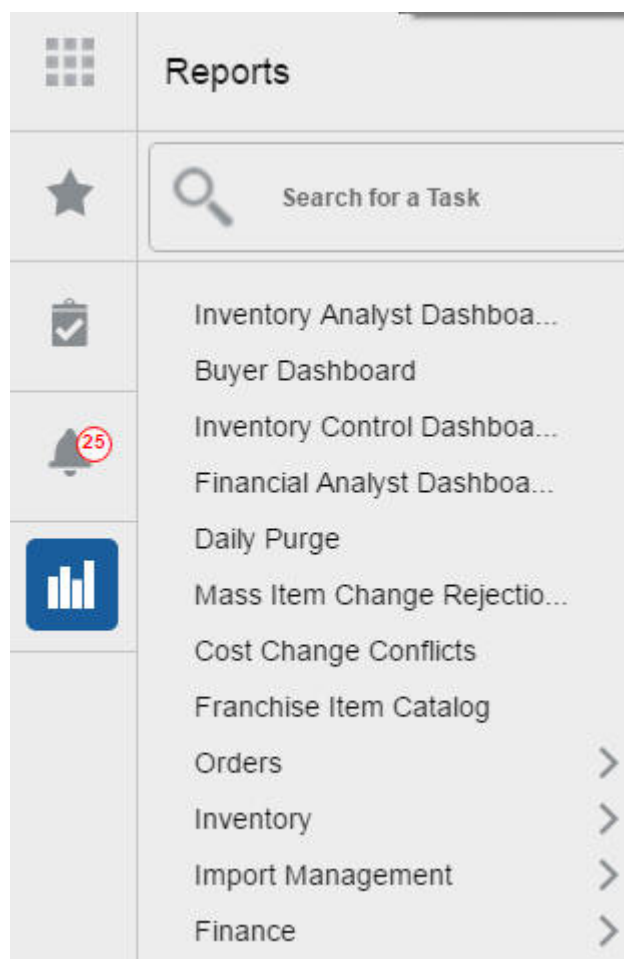 Reports
Search for a Task
Inventory Analyst Dashboa...
Buyer Dashboard
Inventory Control Dashboa...
25
Financial Analyst Dashboa...
Daily Purge
Mass Item Change Rejectio...
Cost Change Conflicts
Franchise Item Catalog
Orders
Inventory
Import Management
Finance